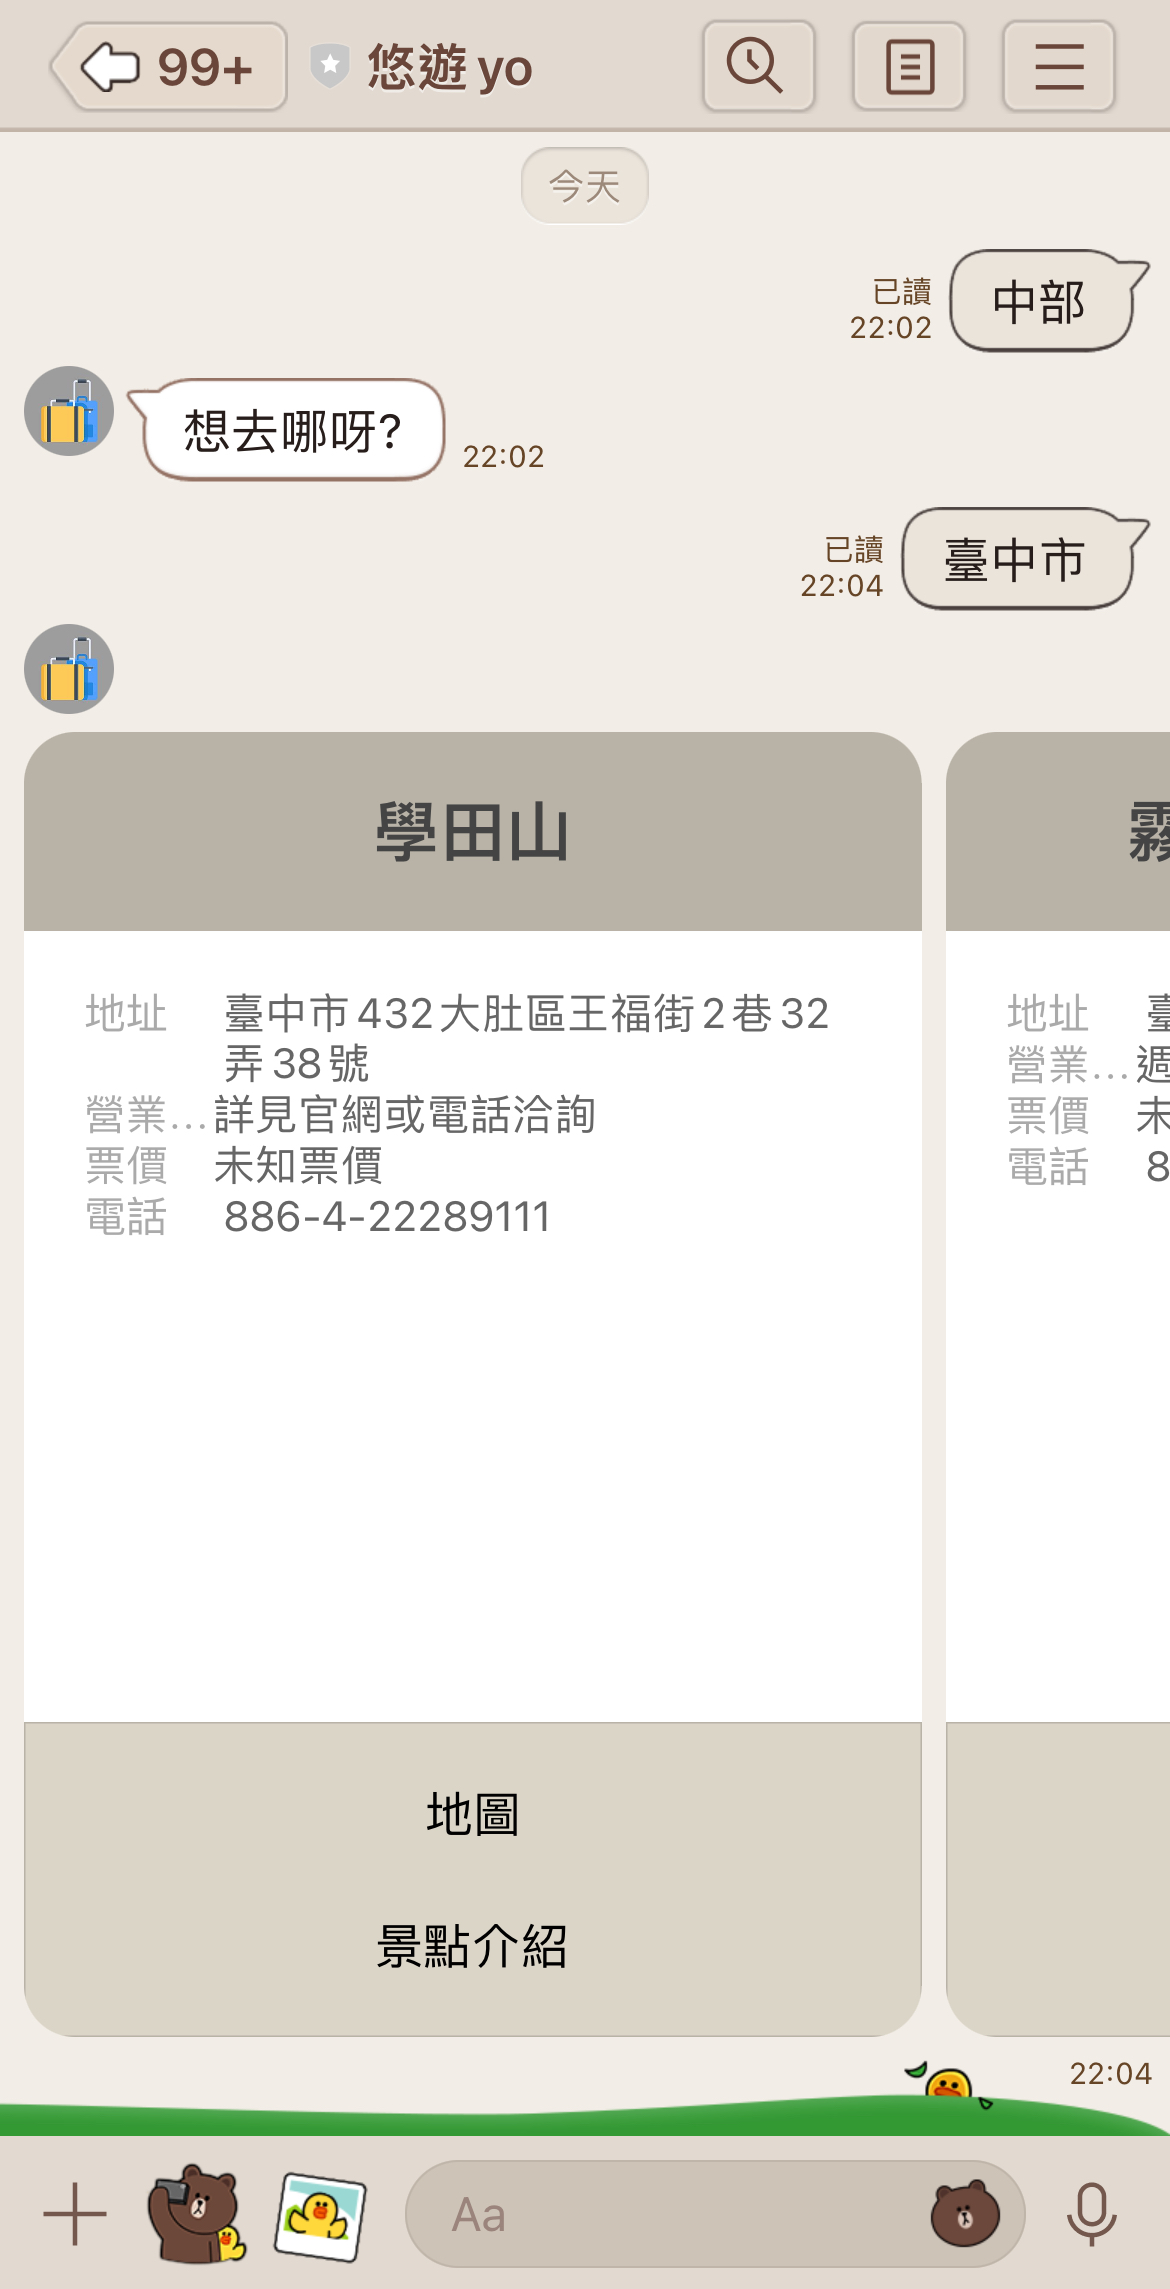 99+
悠遊 yo
今天
中部
已讀
22:02
想去哪呀?
22:02
臺中市
已讀
22:04
學田山
地址 臺中市432大肚區王福街2巷32
弄38號
營業... 詳見官網或電話洽詢
票價 未知票價
電話 886-4-22289111
地圖
景點介紹
霧
地址 臺
營業... 週
票價 未
電話 8
22:04
Aa